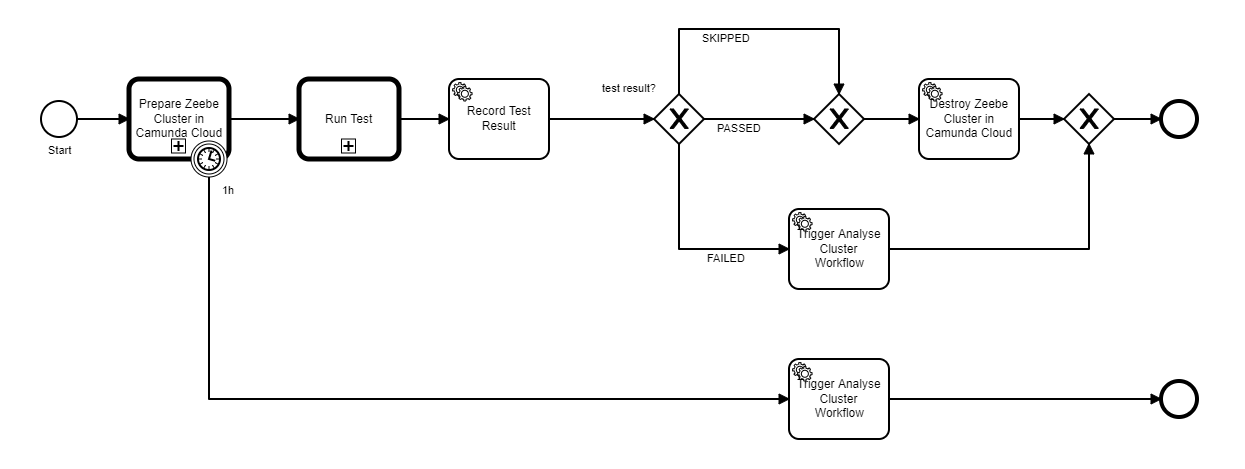 Start
Prepare Zeebe
Cluster in
Camunda Cloud
1h
Run Test
Record Test
Result
test result?
SKIPPED
PASSED
FAILED
Destroy Zeebe
Cluster in
Camunda Cloud
Trigger Analyse
Cluster
Workflow
Trigger Analyse
Cluster
Workflow